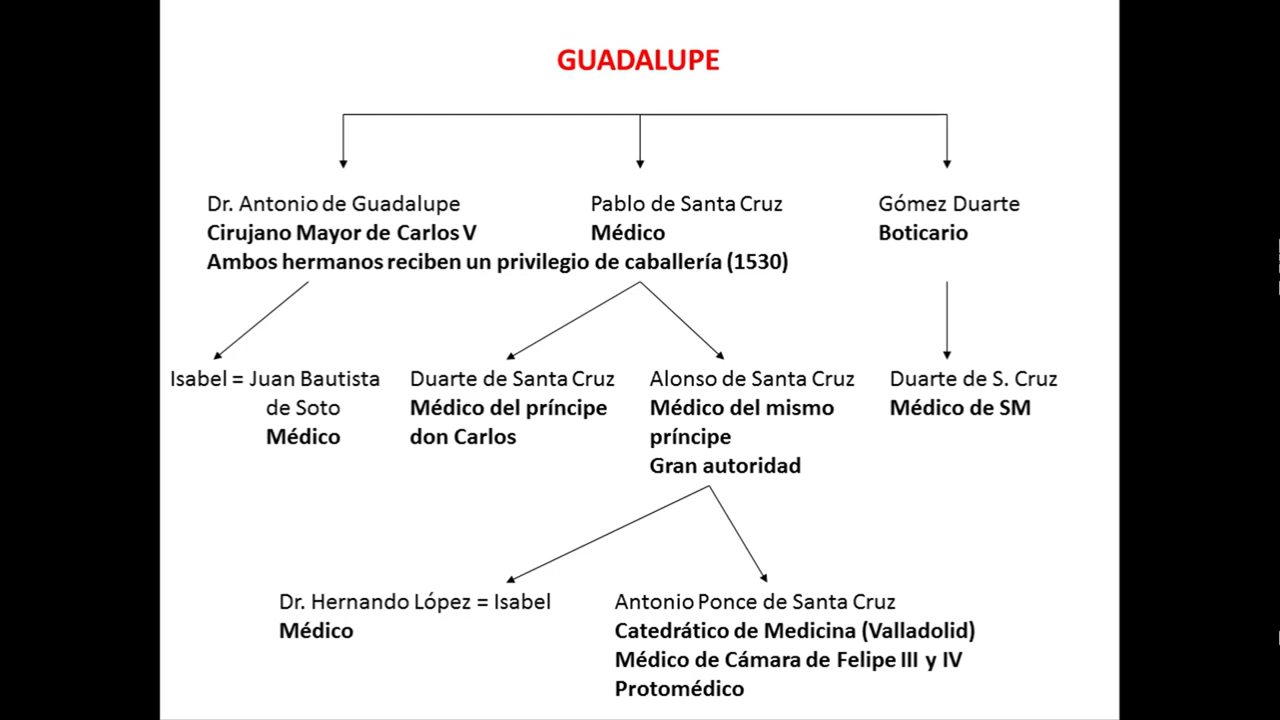 GUADALUPE
Dr. Antonio de Guadalupe
Cirujano Mayor de Carlos V
Pablo de Santa Cruz
Médico
Ambos hermanos reciben un privilegio de caballería (1530)
Gómez Duarte
Boticario
Isabel = Juan Bautista
de Soto
Médico
Duarte de Santa Cruz
Médico del príncipe
don Carlos
Alonso de Santa Cruz
Médico del mismo
príncipe
Gran autoridad
Duarte de S. Cruz
Médico de SM
Dr. Hernando López = Isabel
Médico
Antonio Ponce de Santa Cruz
Catedrático de Medicina (Valladolid)
Médico de Cámara de Felipe III y IV
Protomédico